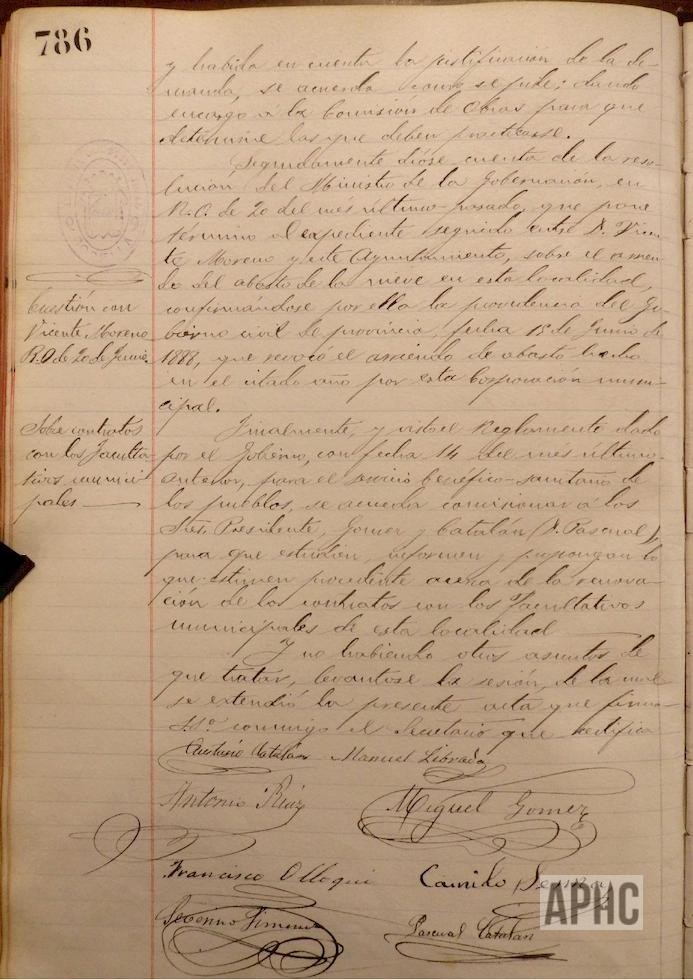 786
y habida en cuenta la justificación de la de-
manda, se acuerda como se pide; dando
encargo á la Comisión de Obras para que
determine las que deben practicarse.
Seguidamente dióse cuenta de la reso-
lución del Ministro de la Gobernación, en
R. O. de 20 del mes último pasado, que pone
término al expediente seguido entre D. Vicen-
te Moreno y este Ayuntamiento, sobre el arrien-
do del abasto de la nieve en esta localidad,
confirmándose por ella la providencia del Go-
bierno civil de provincia, fecha 15 de Junio de
1888, que revocó el arriendo de abasto hecho
en el citado año por esta Corporación muni-
cipal.
Cuestión con
Vicente Moreno
R.O de 20 de Junio.
Finalmente, y visto el Reglamento dado
por el Gobierno, con fecha 14 del mes último
anterior, para el servicio benéfico-sanitario de
los pueblos, se acuerda comisionar á los
Sres. Presidente, Gomez y Catalán (D. Pascual),
para que estudien, informen y propongan lo
que estimen procedente acerca de la renova-
ción de los contratos con los Facultativos
municipales de esta localidad
Sobre contratos
con los Faculta-
tivos munici-
pales
Y no habiendo otros asuntos de
que tratar, levantose la sesión, de la cual
se extendió la presente acta que firma
conmigo el Secretario que certifico
Catalán Manuel Librada
Antonio Ruiz Miguel Gomez
Francisco Olloqui Camilo
Severino Jimenez Pascual Catalán
APHC